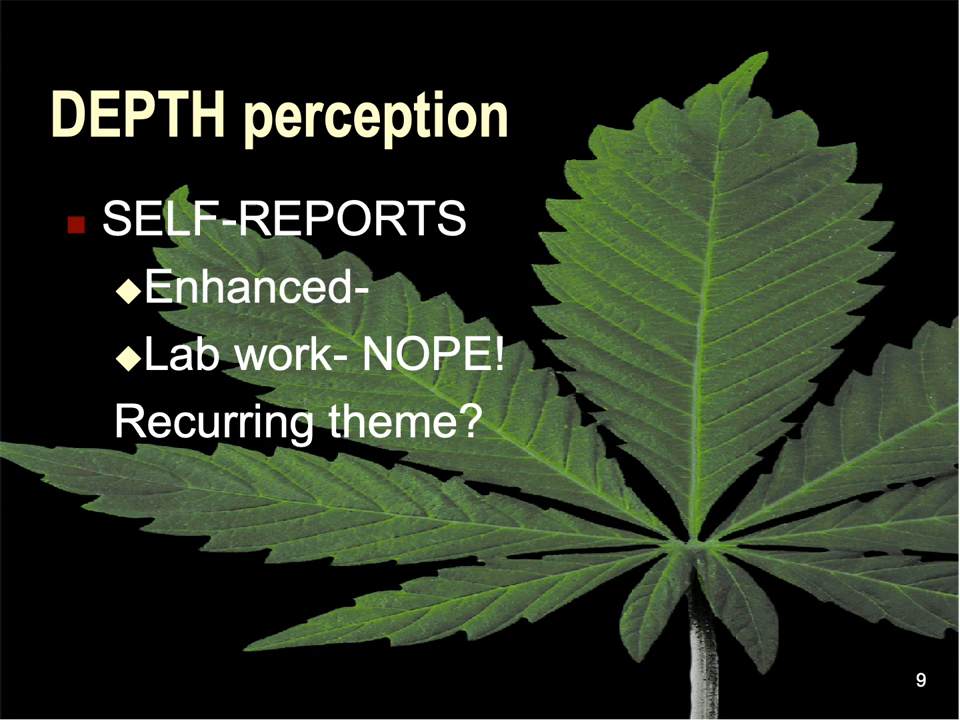 DEPTH perception
SELF-REPORTS
Enhanced-
Lab work- NOPE!
Recurring theme?
9